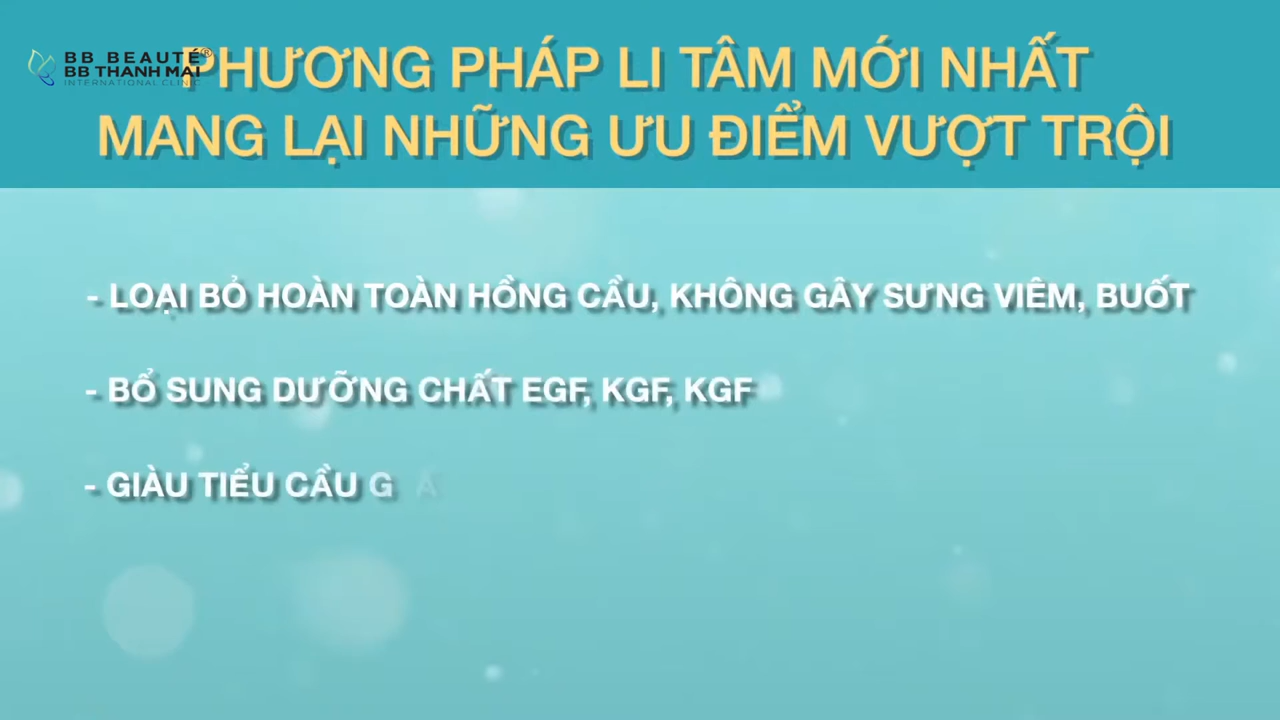 BB BEAUTÉ®
BB THANH MAI
INTERNATIONAL CLINIC
PHƯƠNG PHÁP LI TÂM MỚI NHẤT
MANG LẠI NHỮNG ƯU ĐIỂM VƯỢT TRỘI
- LOẠI BỎ HOÀN TOÀN HỒNG CẦU, KHÔNG GÂY SƯNG VIÊM, BUỐT
- BỔ SUNG DƯỠNG CHẤT EGF, KGF, KGF
- GIÀU TIỂU CẦU G